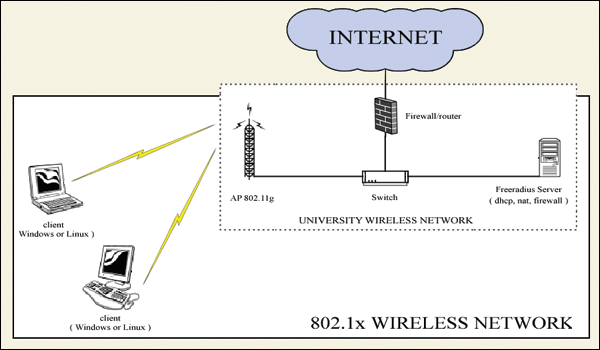 INTERNET
Firewall/router
AP 802.11g
Switch
Freeradius Server
( dhcp, nat, firewall )
UNIVERSITY WIRELESS NETWORK
client
Windows or Linux )
client
( Windows or Linux )
802.1x WIRELESS NETWORK